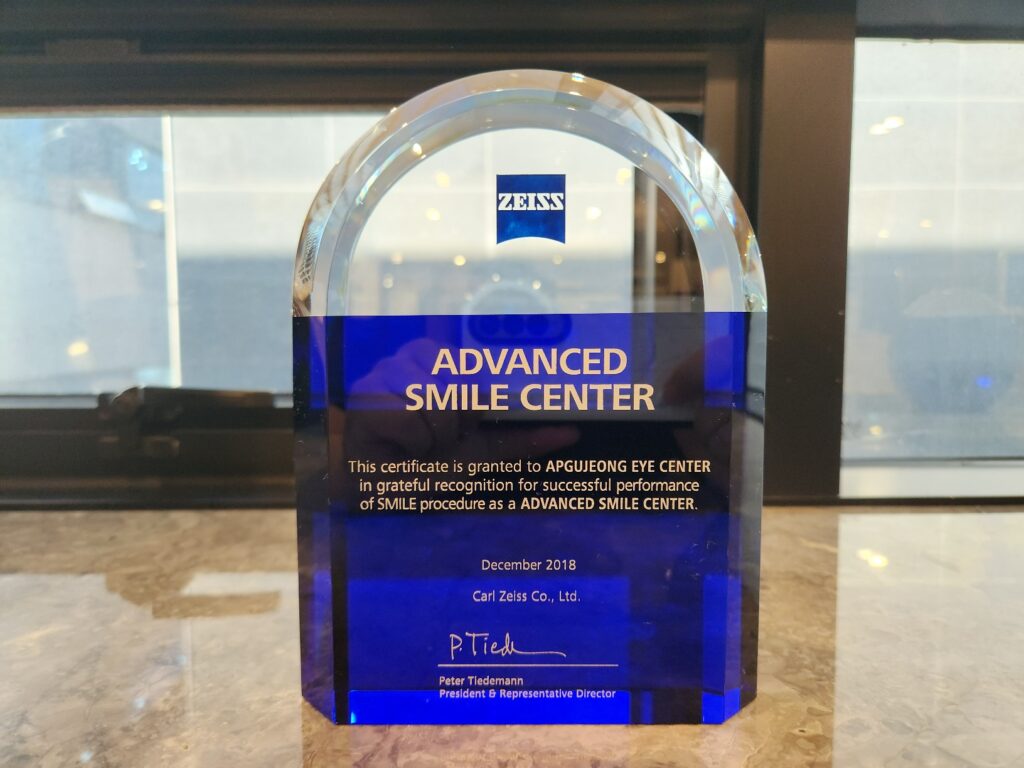 ZEISS
ADVANCED
SMILE CENTER
This certificate is granted to APGUJEONG EYE CENTER
in grateful recognition for successful performance
of SMILE procedure as a ADVANCED SMILE CENTER.
December 2018
Carl Zeiss Co., Ltd.
P. Tiede
Peter Tiedemann
President & Representative Director